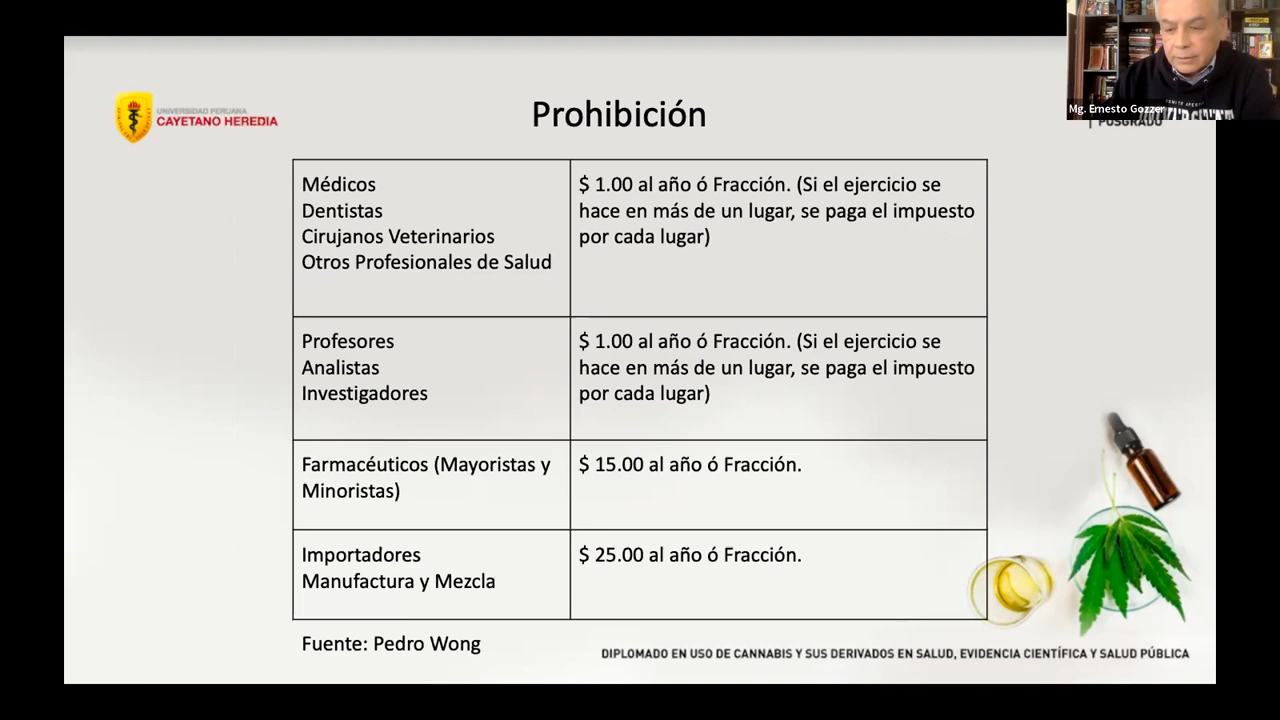 UNIVERSIDAD PERUANA
CAYETANO HEREDIA
Prohibición
Mg. Ernesto Gozzer
POSGRADO
Médicos
Dentistas
Cirujanos Veterinarios
Otros Profesionales de Salud
$ 1.00 al año ó Fracción. (Si el ejercicio se
hace en más de un lugar, se paga el impuesto
por cada lugar)
Profesores
Analistas
Investigadores
$ 1.00 al año ó Fracción. (Si el ejercicio se
hace en más de un lugar, se paga el impuesto
por cada lugar)
Farmacéuticos (Mayoristas y
Minoristas)
$ 15.00 al año ó Fracción.
Importadores
Manufactura y Mezcla
$ 25.00 al año ó Fracción.
Fuente: Pedro Wong
DIPLOMADO EN USO DE CANNABIS Y SUS DERIVADOS EN SALUD, EVIDENCIA CIENTÍFICA Y SALUD PÚBLICA